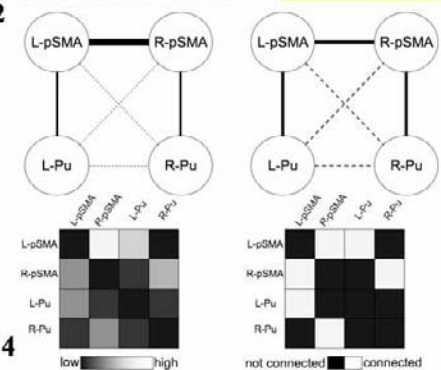 2
L-pSMA R-pSMA L-pSMA R-pSMA
L-Pu R-Pu L-Pu R-Pu
L-pSMA R-pSMA L-Pu R-Pu L-pSMA R-pSMA L-Pu R-Pu
L-pSMA L-pSMA
R-pSMA R-pSMA
L-Pu L-Pu
R-Pu R-Pu
4
low high not connected connected